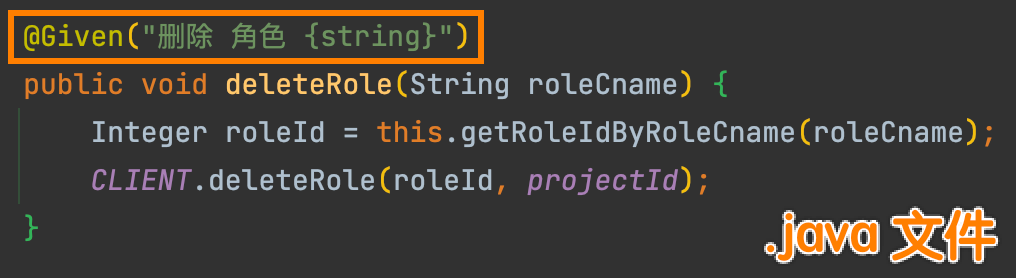 @Given("删除 角色 {string}")
public void deleteRole(String roleCname) {
Integer roleId = this.getRoleIdByRoleCname(roleCname);
CLIENT.deleteRole(roleId, projectId);
}
.java 文件